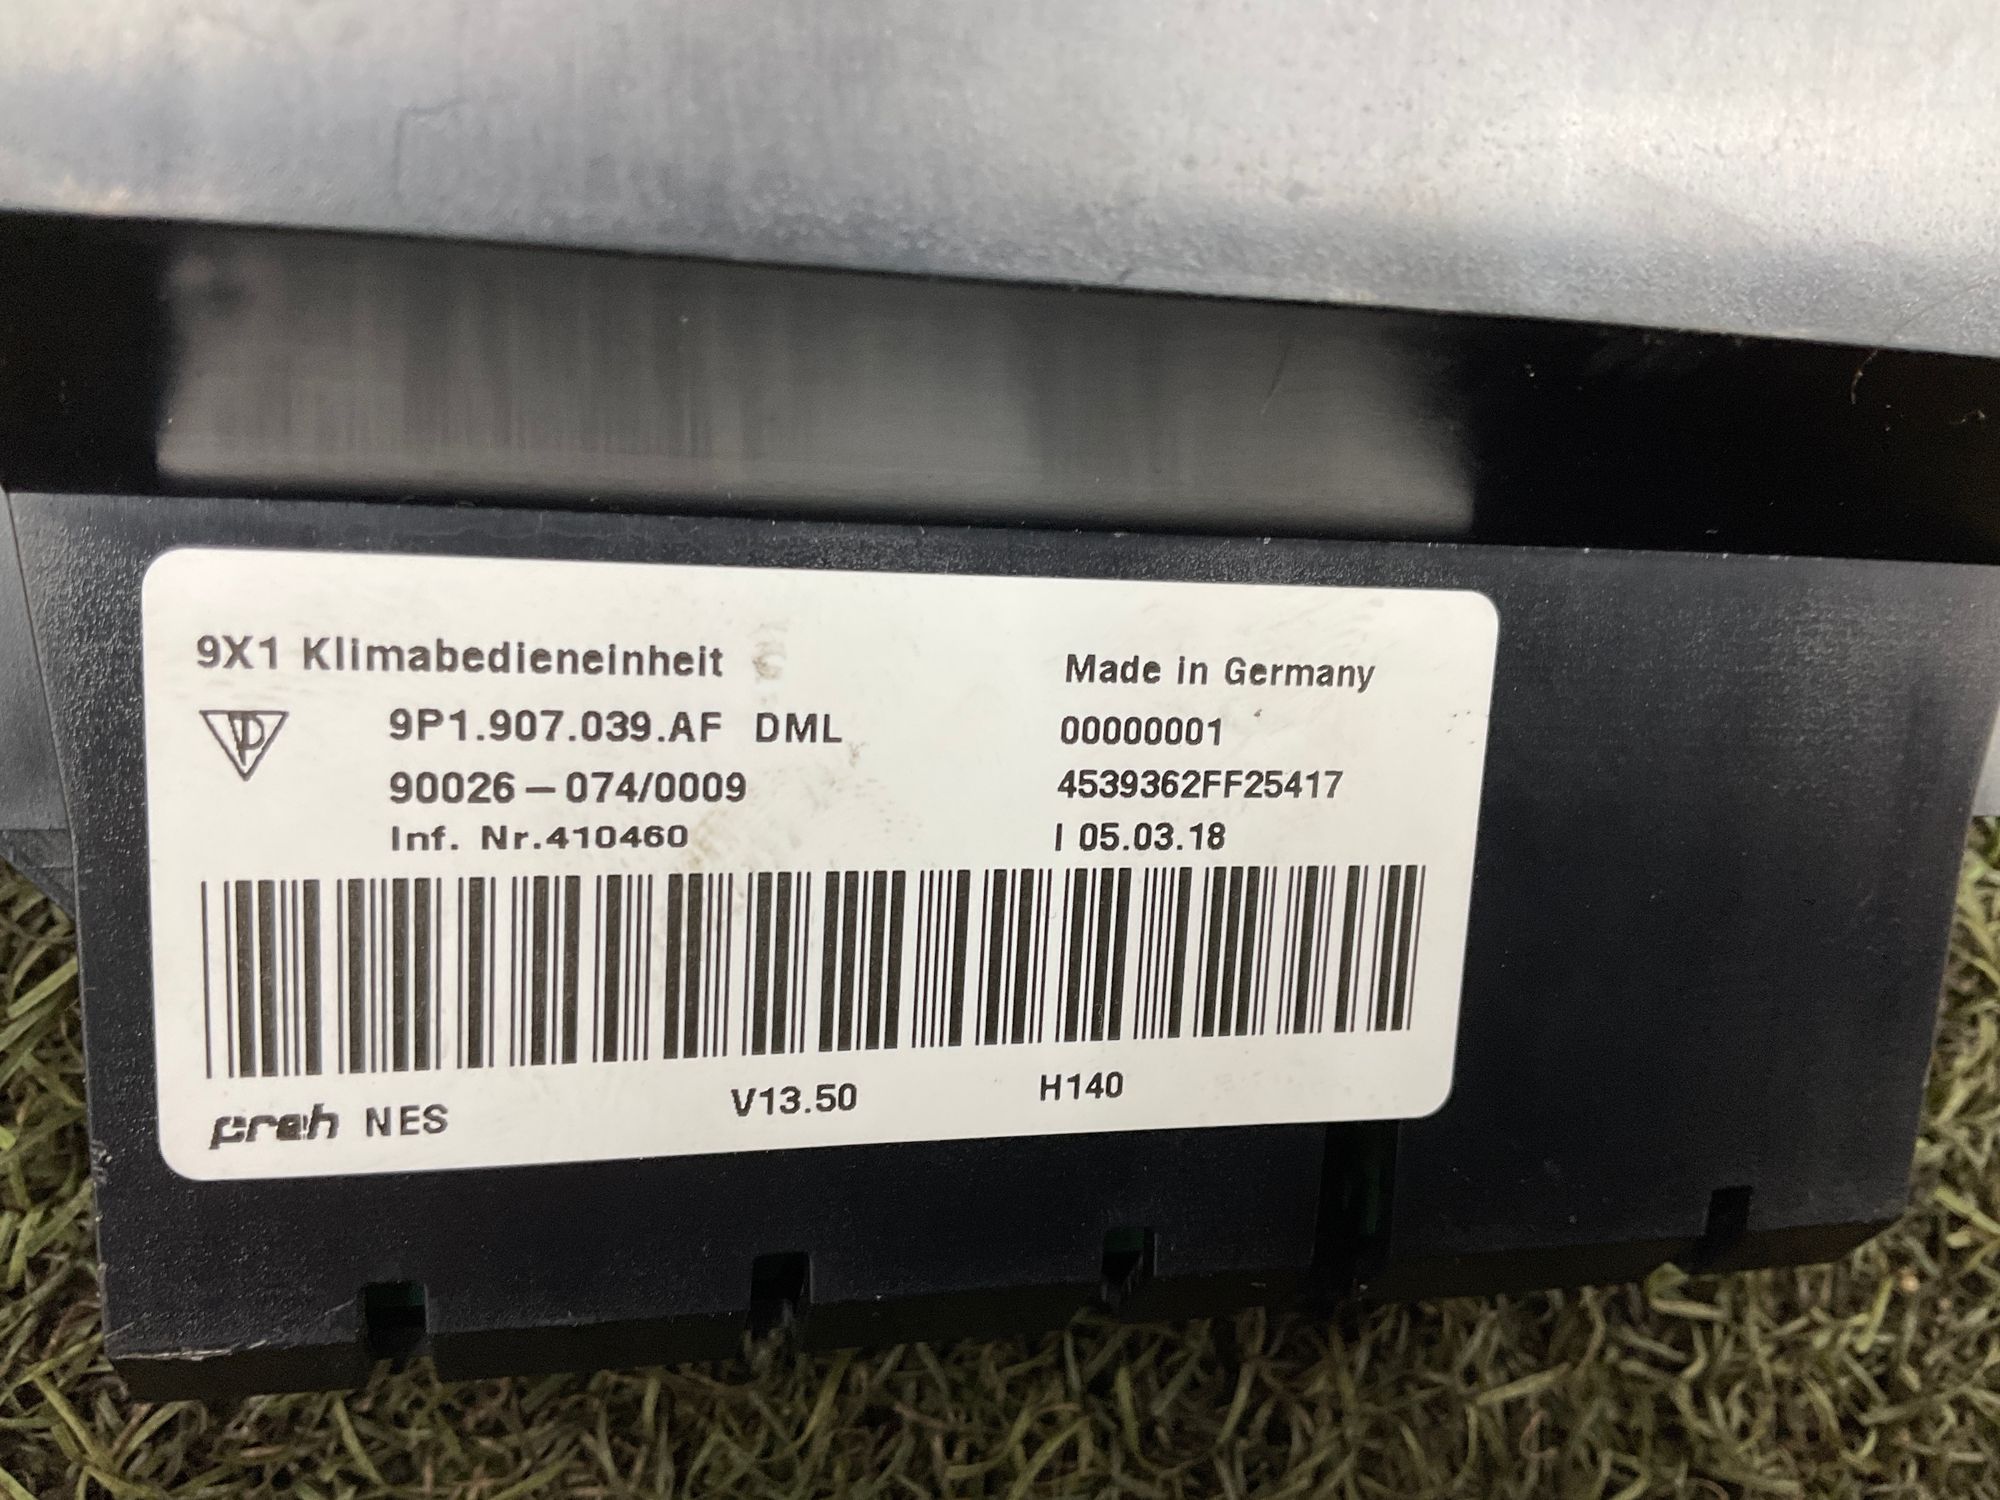 9X1 Klimabedieneinheit
Made in Germany
9P1.907.039.AF DML
00000001
90026-074/0009
4539362FF25417
Inf. Nr.410460
I 05.03.18
preh NES
V13.50
H140